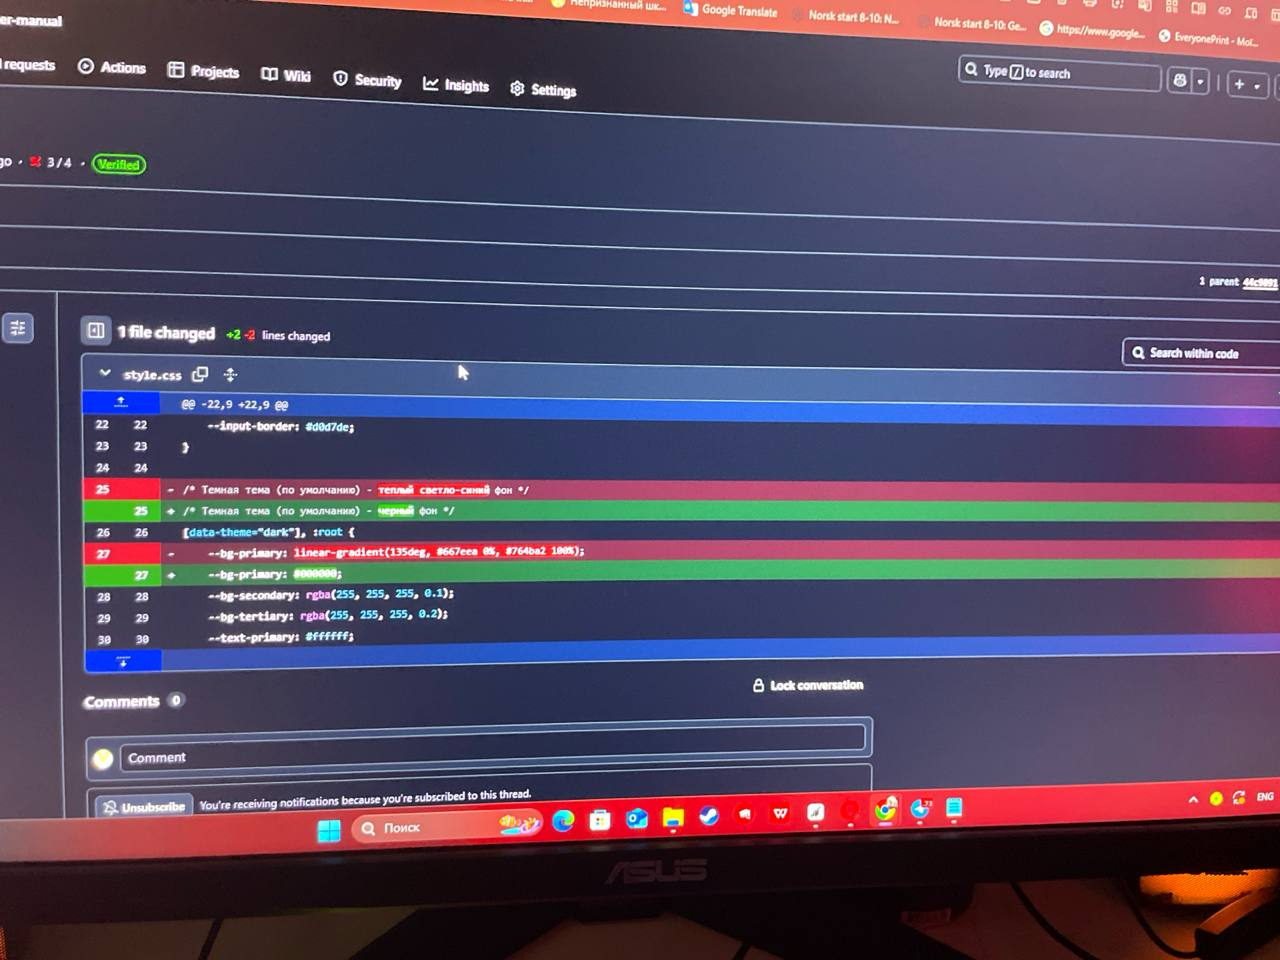 er-manual
Непризнанный шк...
Google Translate
Norsk start 8-10: N...
Norsk start 8-10: Ge...
https://www.google...
EveryonePrint - Mol...
requests
Actions
Projects
Wiki
Security
Insights
Settings
Type / to search
go · 3 / 4 · Verified
1 parent
1 file changed +2 -2 lines changed
Search within code
style.css
@@ -22,9 +22,9 @@
22 22 --input-border: #d0d7de;
23 23 }
24 24
25 - /* Темная тема (по умолчанию) - теплый светло-синий фон */
25 + /* Темная тема (по умолчанию) - черный фон */
26 26 [data-theme="dark"], :root {
27 - --bg-primary: linear-gradient(135deg, #667eea 0%, #764ba2 100%);
27 + --bg-primary: #000000;
28 28 --bg-secondary: rgba(255, 255, 255, 0.1);
29 29 --bg-tertiary: rgba(255, 255, 255, 0.2);
30 30 --text-primary: #ffffff;
Comments 0
Lock conversation
Comment
Unsubscribe You're receiving notifications because you're subscribed to this thread.
Поиск
ENG
ASUS